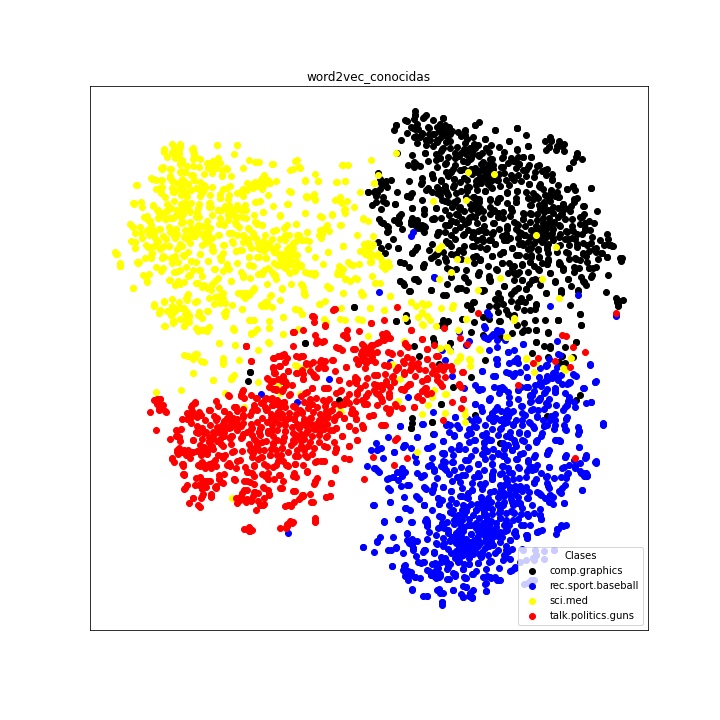 word2vec_conocidas
Clases
comp.graphics
rec.sport.baseball
sci.med
talk.politics.guns